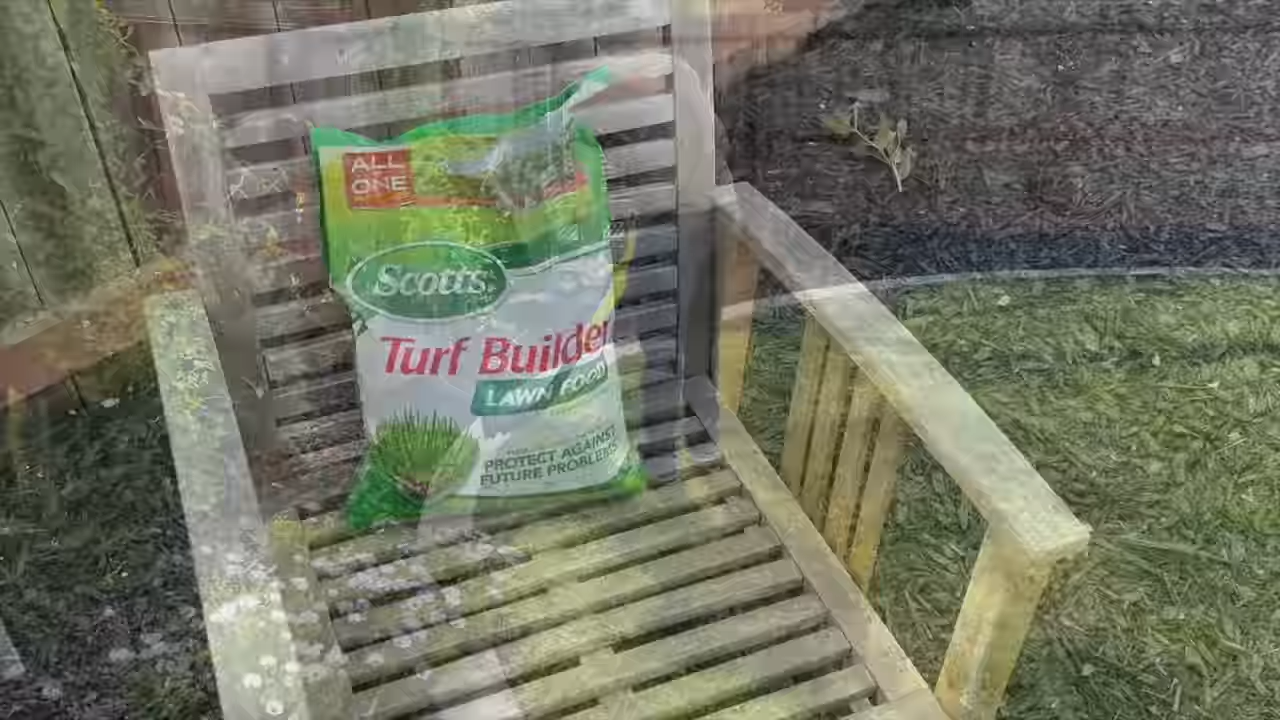 ALL
ONE
Scotts
Turf Builder
LAWN FOOD
PROTECT AGAINST
FUTURE PROBLEMS